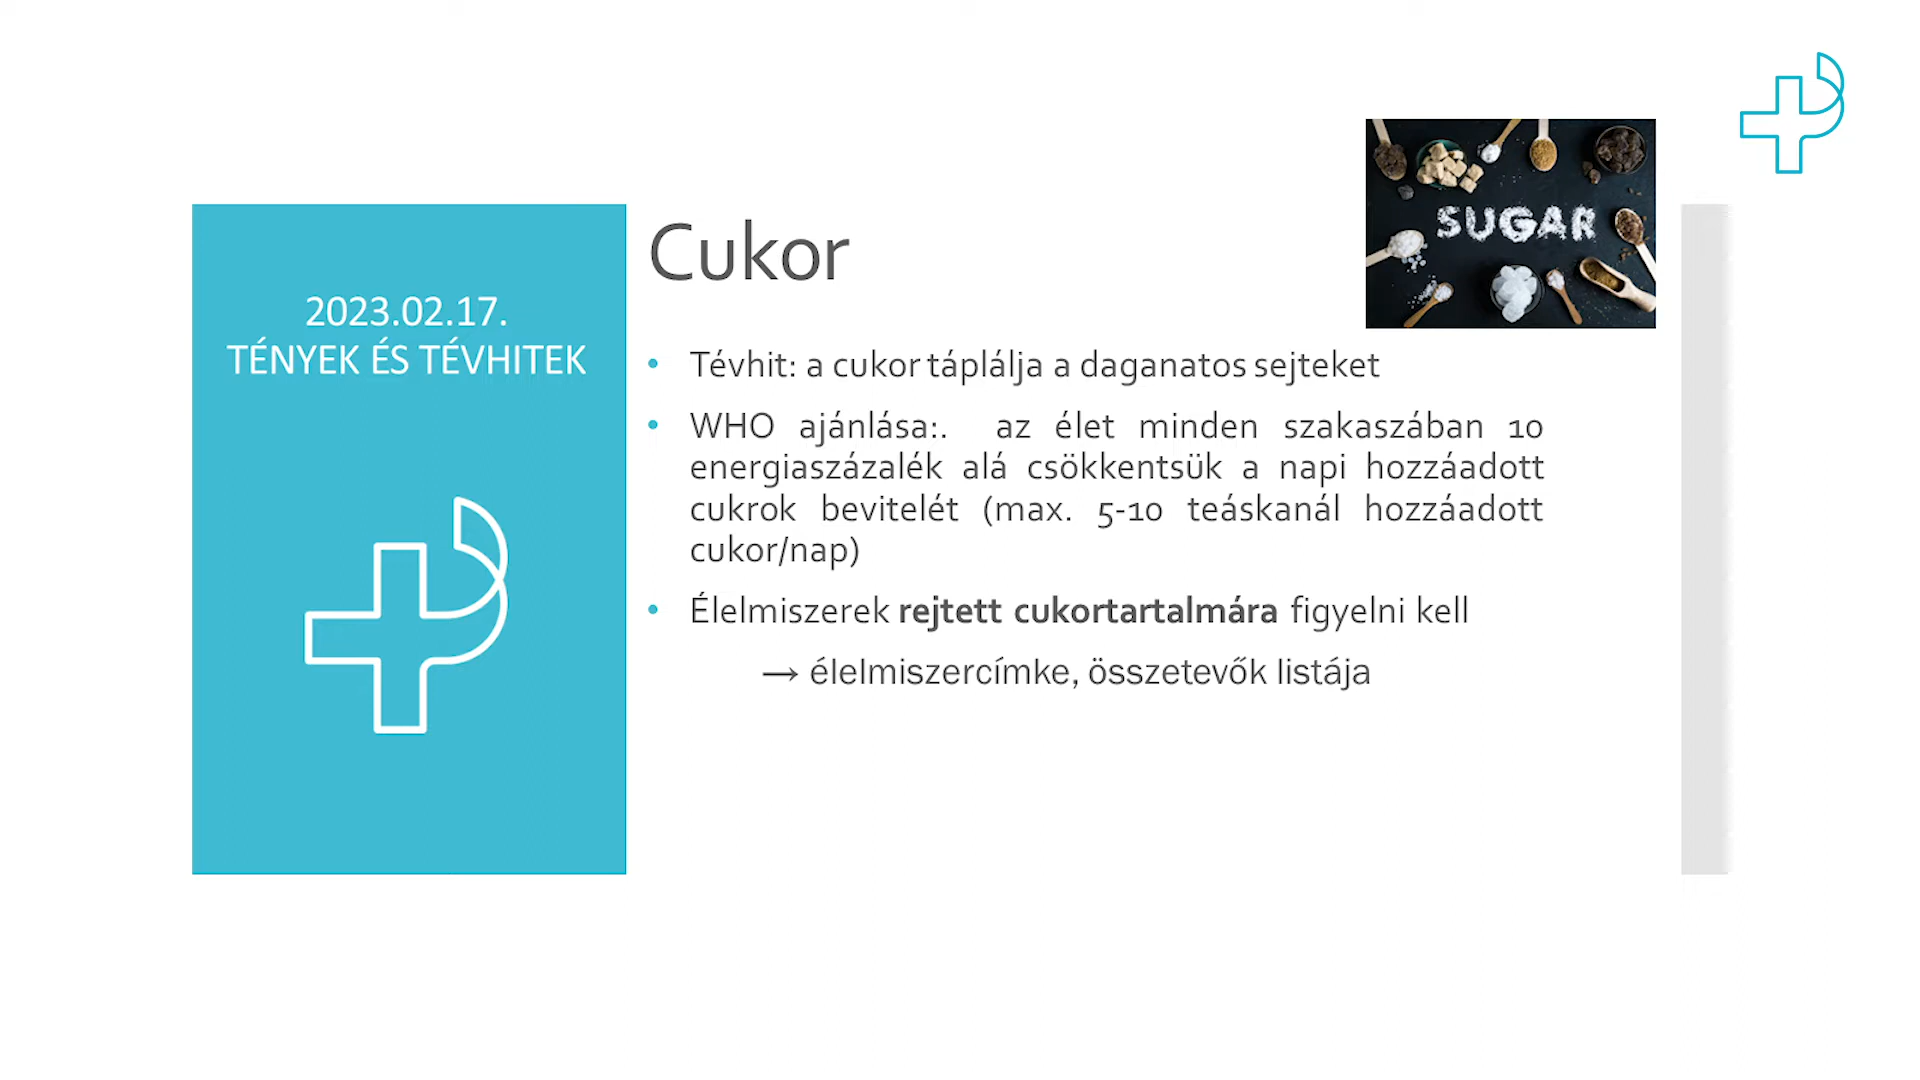 2023.02.17.
TÉNYEK ÉS TÉVHITEK
Cukor
SUGAR
• Tévhit: a cukor táplálja a daganatos sejteket
• WHO ajánlása:. az élet minden szakaszában 10
energiaszázalék alá csökkentsük a napi hozzáadott
cukrok bevitelét (max. 5-10 teáskanál hozzáadott
cukor/nap)
• Élelmiszerek rejtett cukortartalmára figyelni kell
→ élelmiszercímke, összetevők listája